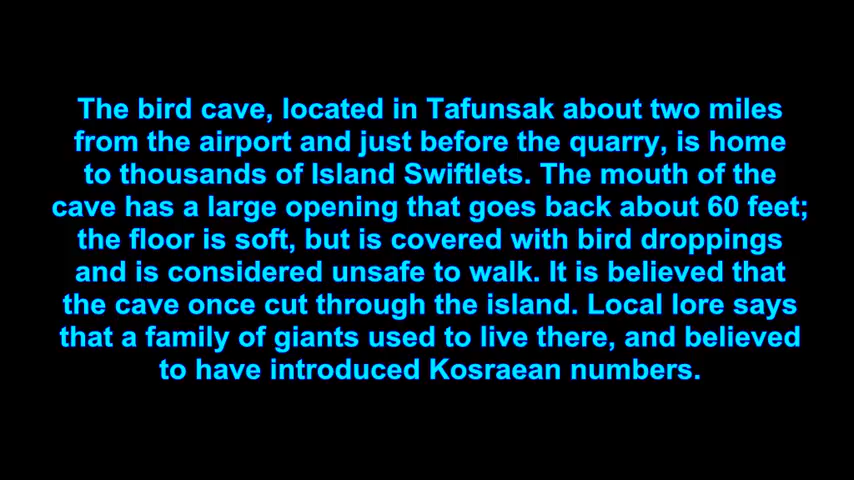 The bird cave, located in Tafunsak about two miles
from the airport and just before the quarry, is home
to thousands of Island Swiftlets. The mouth of the
cave has a large opening that goes back about 60 feet;
the floor is soft, but is covered with bird droppings
and is considered unsafe to walk. It is believed that
the cave once cut through the island. Local lore says
that a family of giants used to live there, and believed
to have introduced Kosraean numbers.